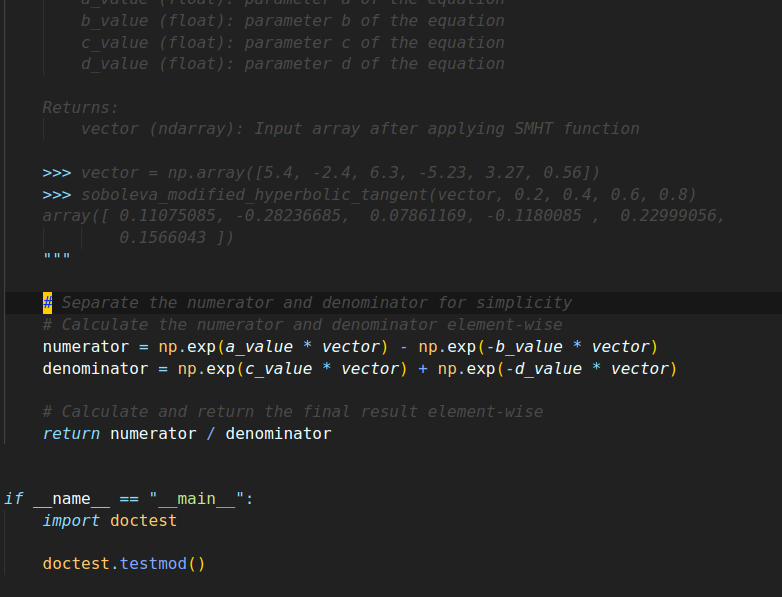 a_value (float): parameter a of the equation
b_value (float): parameter b of the equation
c_value (float): parameter c of the equation
d_value (float): parameter d of the equation
Returns:
vector (ndarray): Input array after applying SMHT function
>>> vector = np.array([5.4, -2.4, 6.3, -5.23, 3.27, 0.56])
>>> soboleva_modified_hyperbolic_tangent(vector, 0.2, 0.4, 0.6, 0.8)
array([ 0.11075085, -0.28236685,  0.07861169, -0.1180085 ,  0.22999056,
0.1566043 ])
"""
# Separate the numerator and denominator for simplicity
# Calculate the numerator and denominator element-wise
numerator = np.exp(a_value * vector) - np.exp(-b_value * vector)
denominator = np.exp(c_value * vector) + np.exp(-d_value * vector)
# Calculate and return the final result element-wise
return numerator / denominator
if __name__ == "__main__":
import doctest
doctest.testmod()